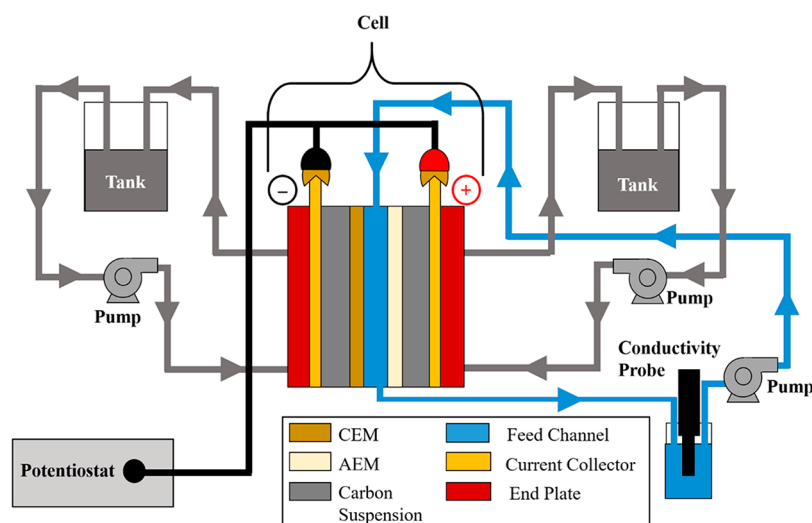 Cell
Tank
Tank
−
+
Pump
Pump
Conductivity
Probe
Pump
Potentiostat
CEM
Feed Channel
AEM
Current Collector
Carbon
Suspension
End Plate